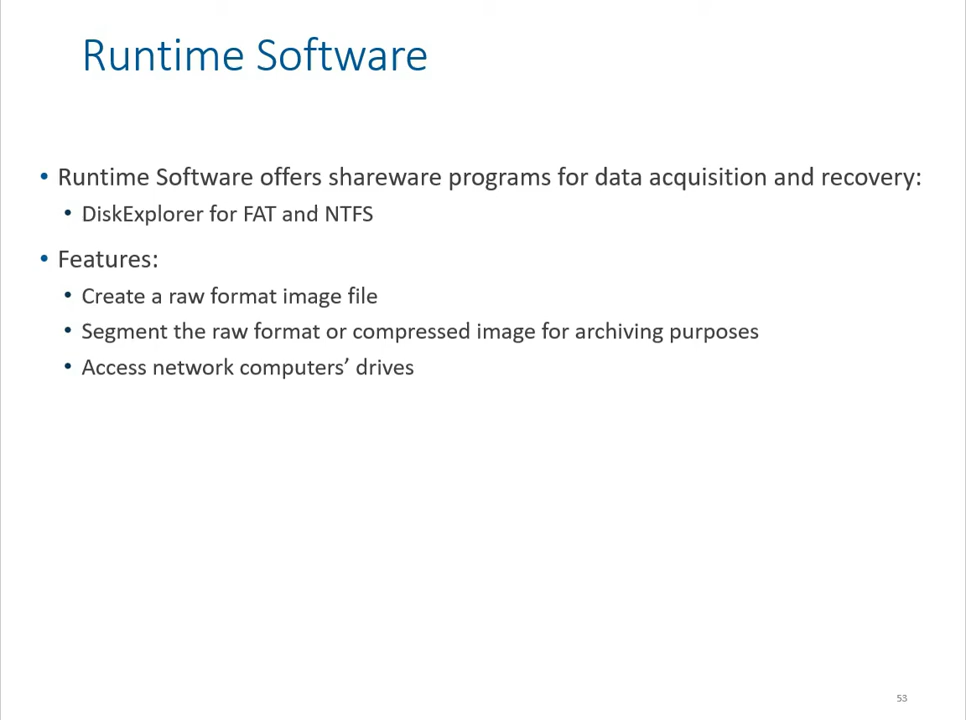 Runtime Software
• Runtime Software offers shareware programs for data acquisition and recovery:
• DiskExplorer for FAT and NTFS
• Features:
• Create a raw format image file
• Segment the raw format or compressed image for archiving purposes
• Access network computers’ drives
53